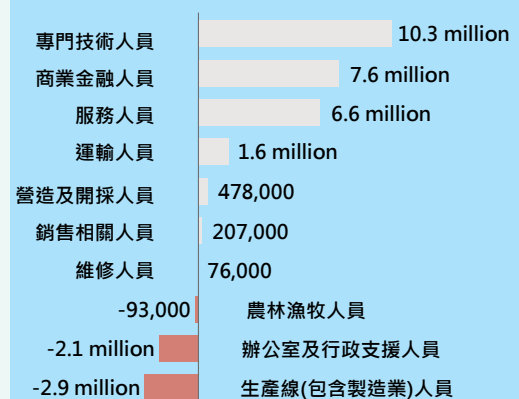 專門技術人員 10.3 million
商業金融人員 7.6 million
服務人員 6.6 million
運輸人員 1.6 million
營造及開採人員 478,000
銷售相關人員 207,000
維修人員 76,000
-93,000 農林漁牧人員
-2.1 million 辦公室及行政支援人員
-2.9 million 生產線(包含製造業)人員